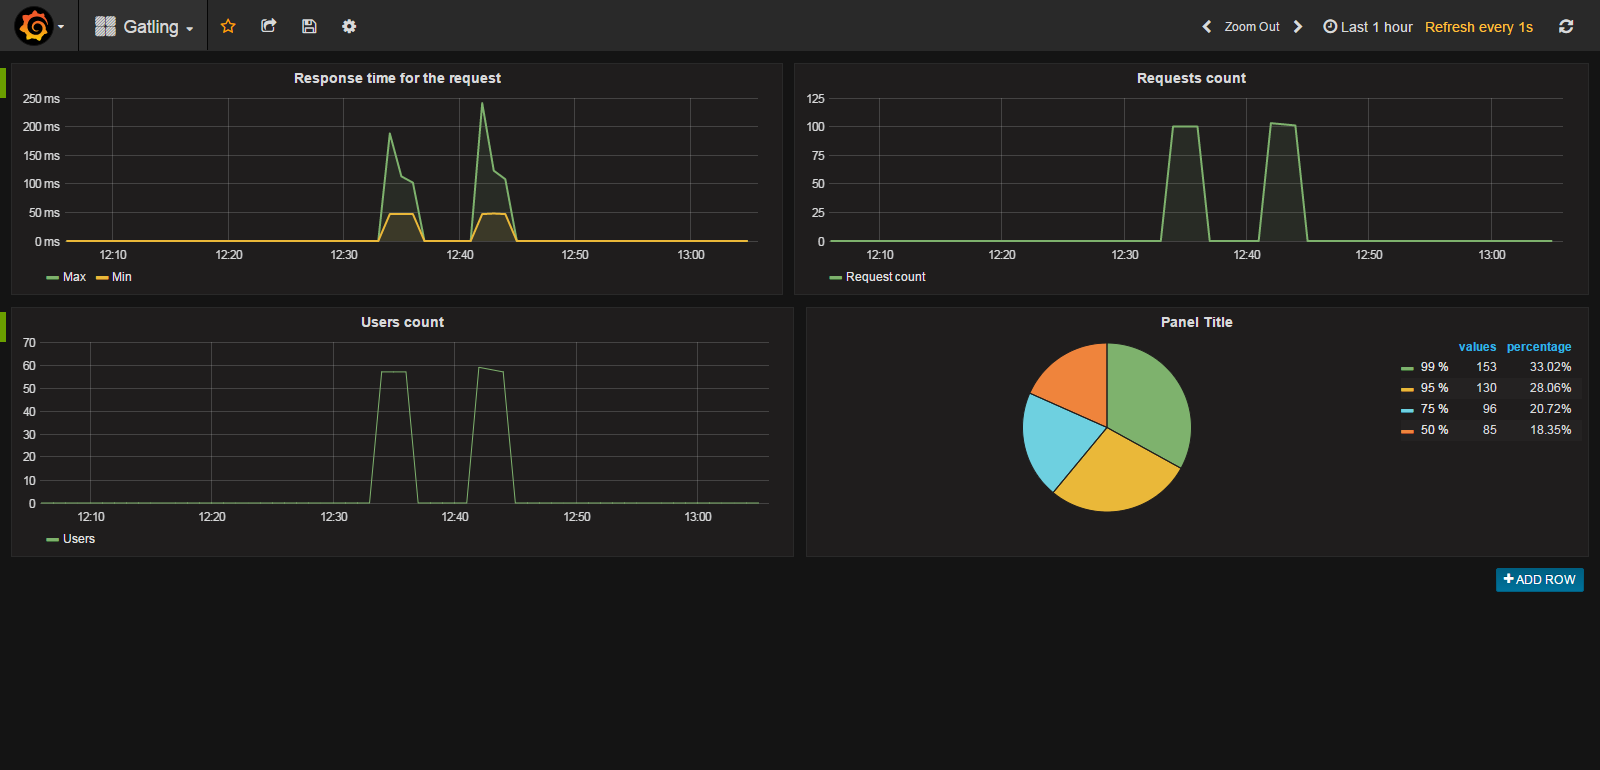 Gatling
Zoom Out
Last 1 hour
Refresh every 1s
Response time for the request
250 ms
200 ms
150 ms
100 ms
50 ms
0 ms
12:10 12:20 12:30 12:40 12:50 13:00
Max Min
Requests count
125
100
75
50
25
0
12:10 12:20 12:30 12:40 12:50 13:00
Request count
Users count
70
60
50
40
30
20
10
0
12:10 12:20 12:30 12:40 12:50 13:00
Users
Panel Title
values percentage
99 % 153 33.02%
95 % 130 28.06%
75 % 96 20.72%
50 % 85 18.35%
ADD ROW